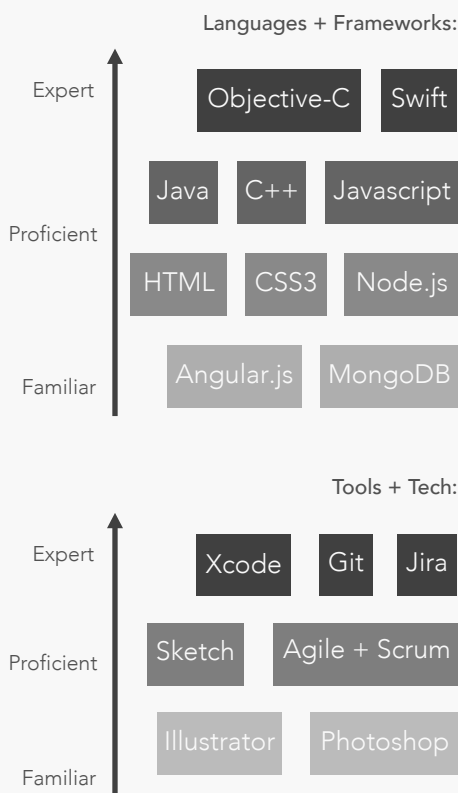 Languages + Frameworks:
Expert
Objective-C Swift
Java C++ Javascript
Proficient
HTML CSS3 Node.js
Angular.js MongoDB
Familiar
Tools + Tech:
Expert
Xcode Git Jira
Sketch Agile + Scrum
Proficient
Illustrator Photoshop
Familiar